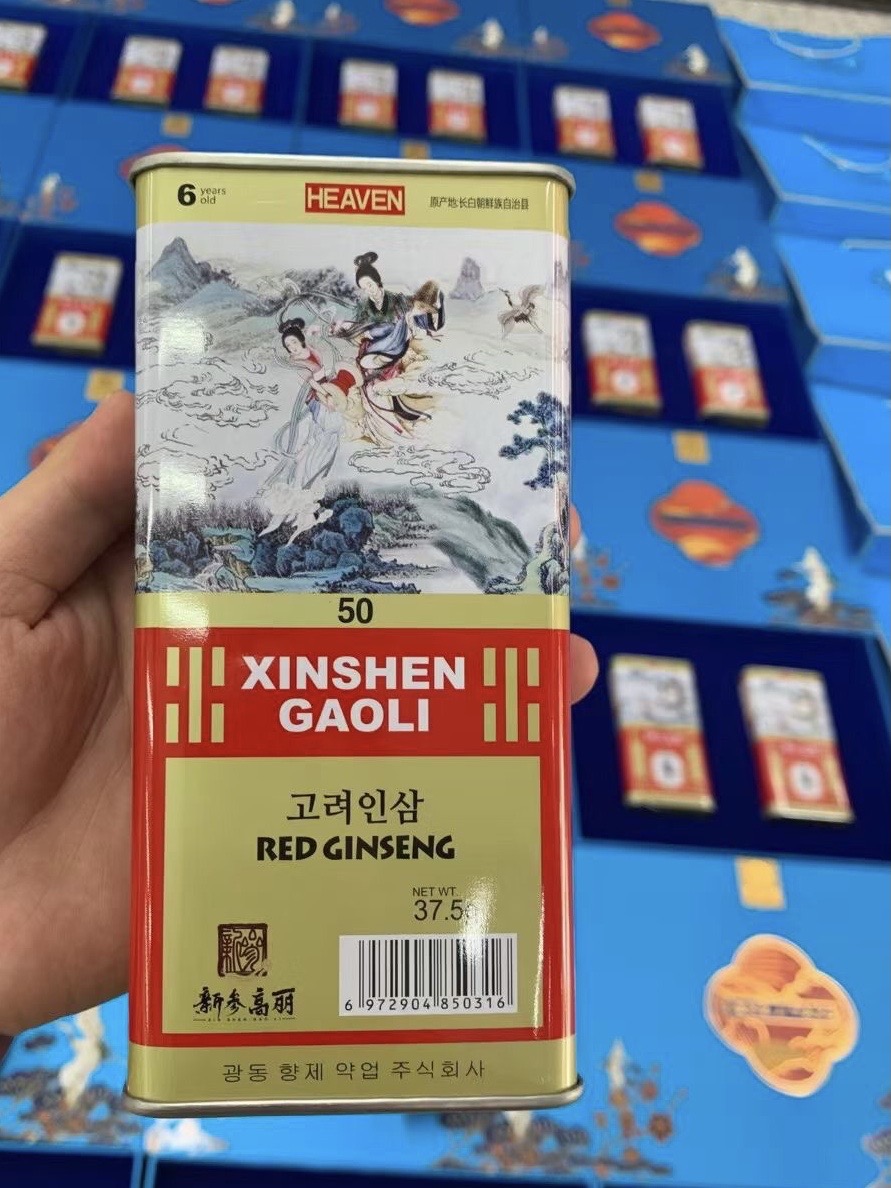 6 years old
HEAVEN
原产地:长白朝鲜族自治县
50
XINSHEN
GAOLI
고려인삼
RED GINSENG
NET WT.
37.5g
新参高丽
6 972904 850316
광동 향제 약업 주식회사